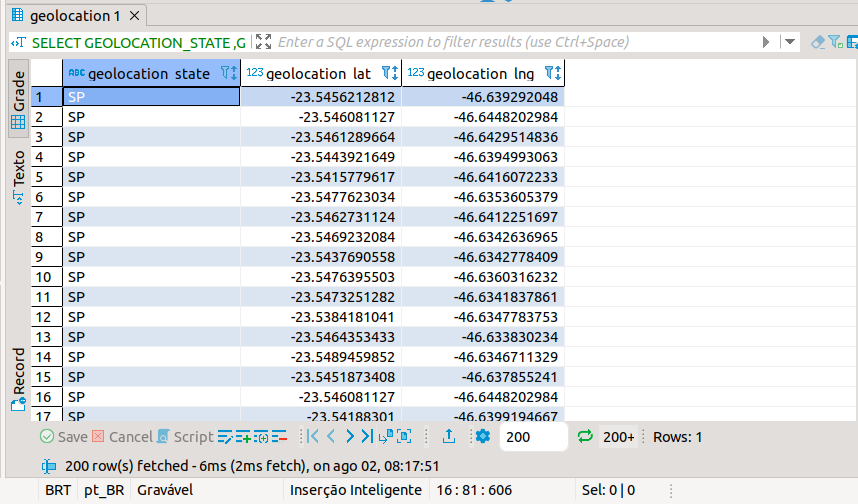 geolocation 1
SELECT GEOLOCATION_STATE ,G
Enter a SQL expression to filter results (use Ctrl+Space)
Grade
Texto
Record
ABC geolocation_state 123 geolocation_lat 123 geolocation_lng
1 SP -23.5456212812 -46.639292048
2 SP -23.546081127 -46.6448202984
3 SP -23.5461289664 -46.6429514836
4 SP -23.5443921649 -46.6394993063
5 SP -23.5415779617 -46.6416072233
6 SP -23.5477623034 -46.6353605379
7 SP -23.5462731124 -46.6412251697
8 SP -23.5469232084 -46.6342636965
9 SP -23.5437690558 -46.6342778409
10 SP -23.5476395503 -46.6360316232
11 SP -23.5473251282 -46.6341837861
12 SP -23.5384181041 -46.6347783753
13 SP -23.5464353433 -46.633830234
14 SP -23.5489459852 -46.6346711329
15 SP -23.5451873408 -46.637855241
16 SP -23.546081127 -46.6448202984
17 SP -23.54188301 -46.6399194667
Save Cancel Script 200 200+ Rows: 1
200 row(s) fetched - 6ms (2ms fetch), on ago 02, 08:17:51
BRT pt_BR Gravável Inserção Inteligente 16 : 81 : 606 Sel: 0 | 0